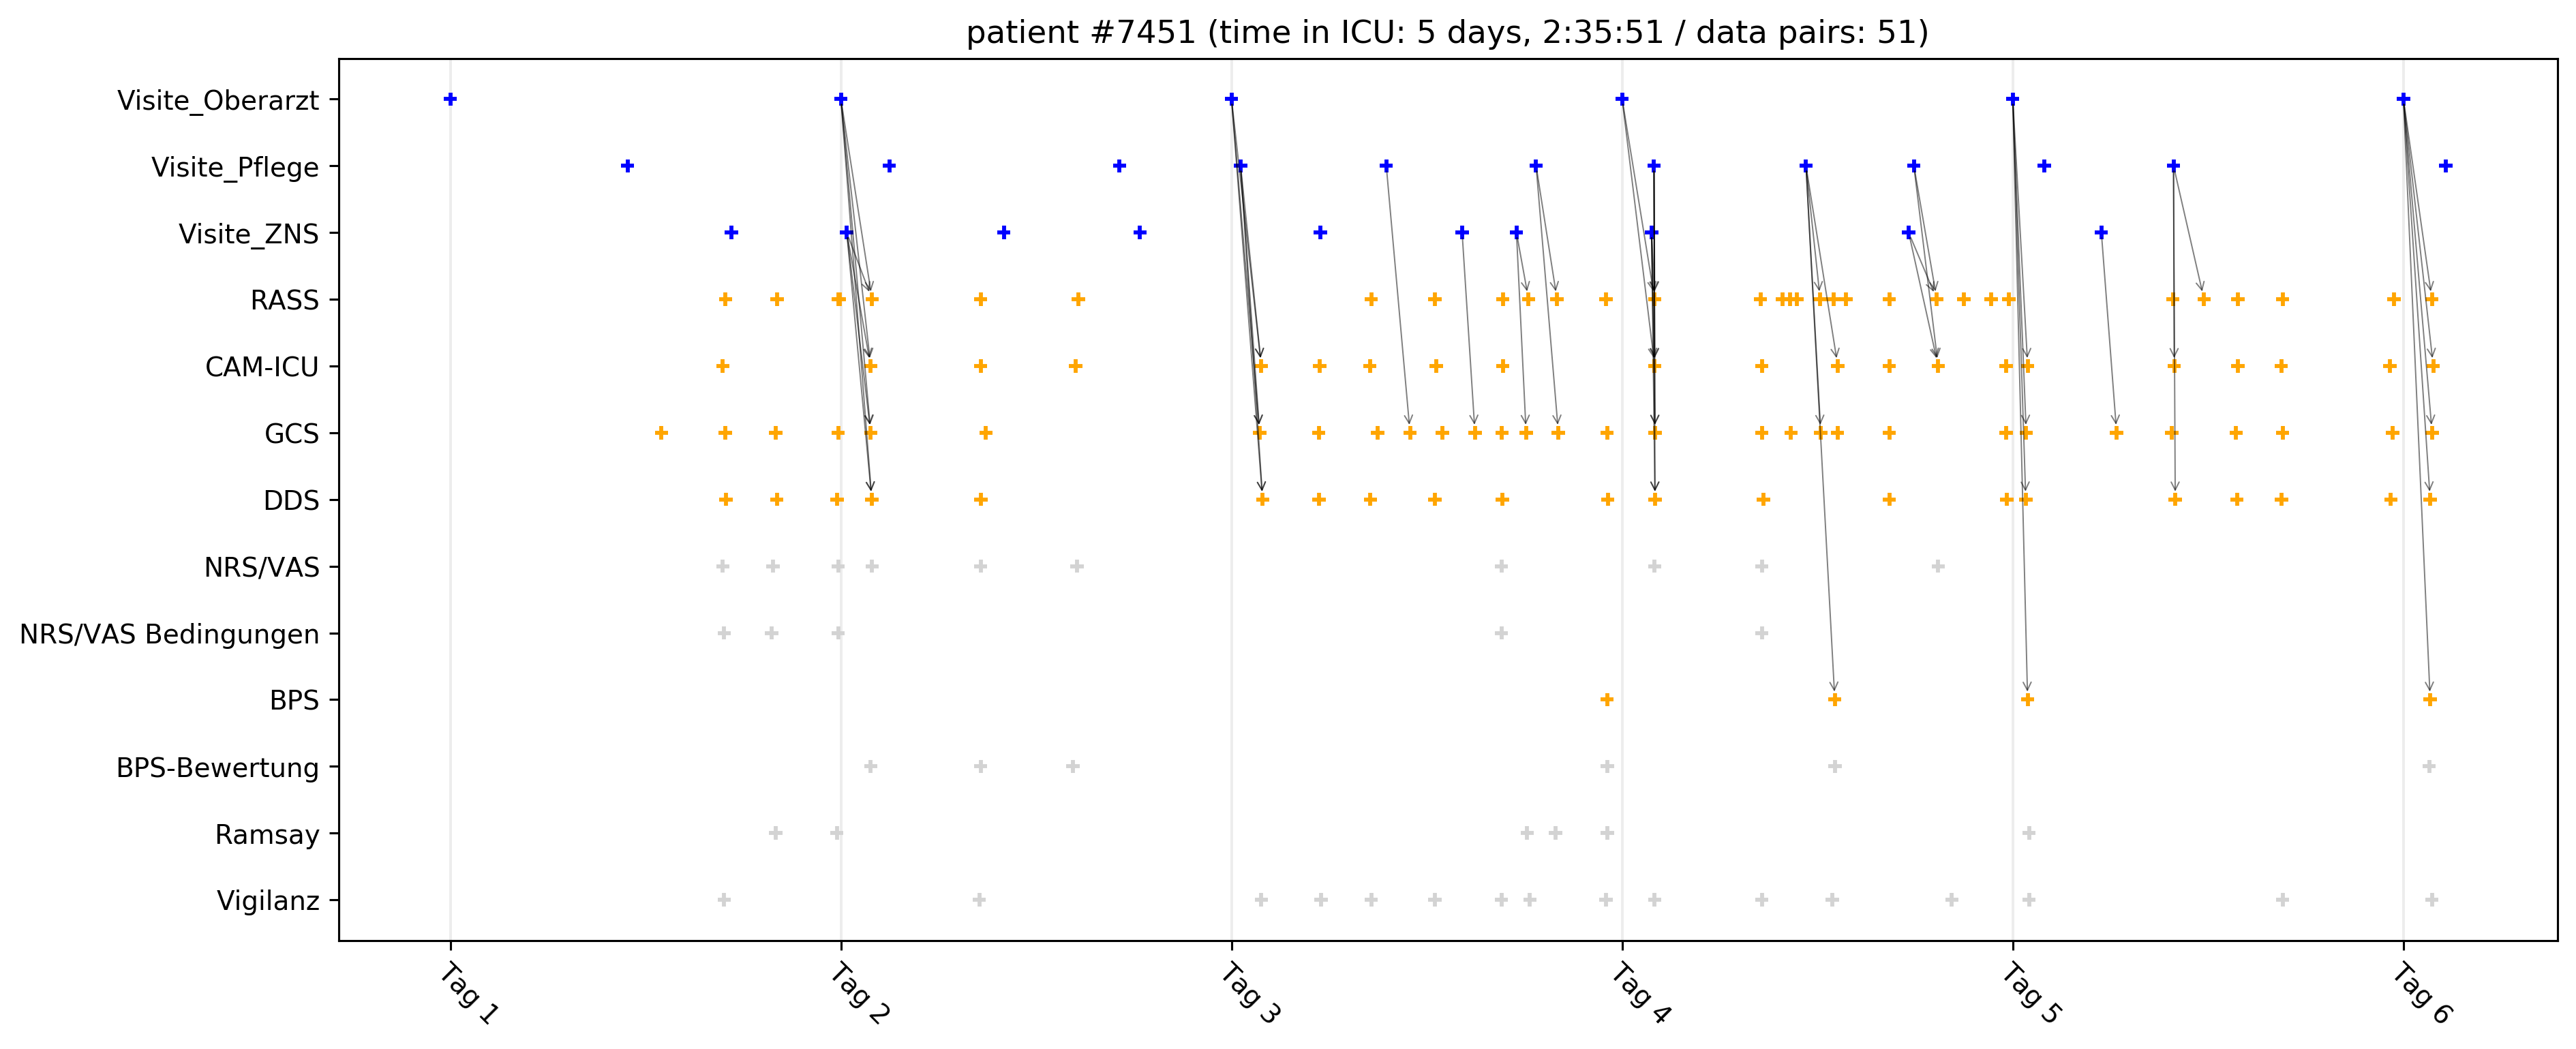 patient #7451 (time in ICU: 5 days, 2:35:51 / data pairs: 51)
Visite_Oberarzt
Visite_Pflege
Visite_ZNS
RASS
CAM-ICU
GCS
DDS
NRS/VAS
NRS/VAS Bedingungen
BPS
BPS-Bewertung
Ramsay
Vigilanz
Tag 1
Tag 2
Tag 3
Tag 4
Tag 5
Tag 6